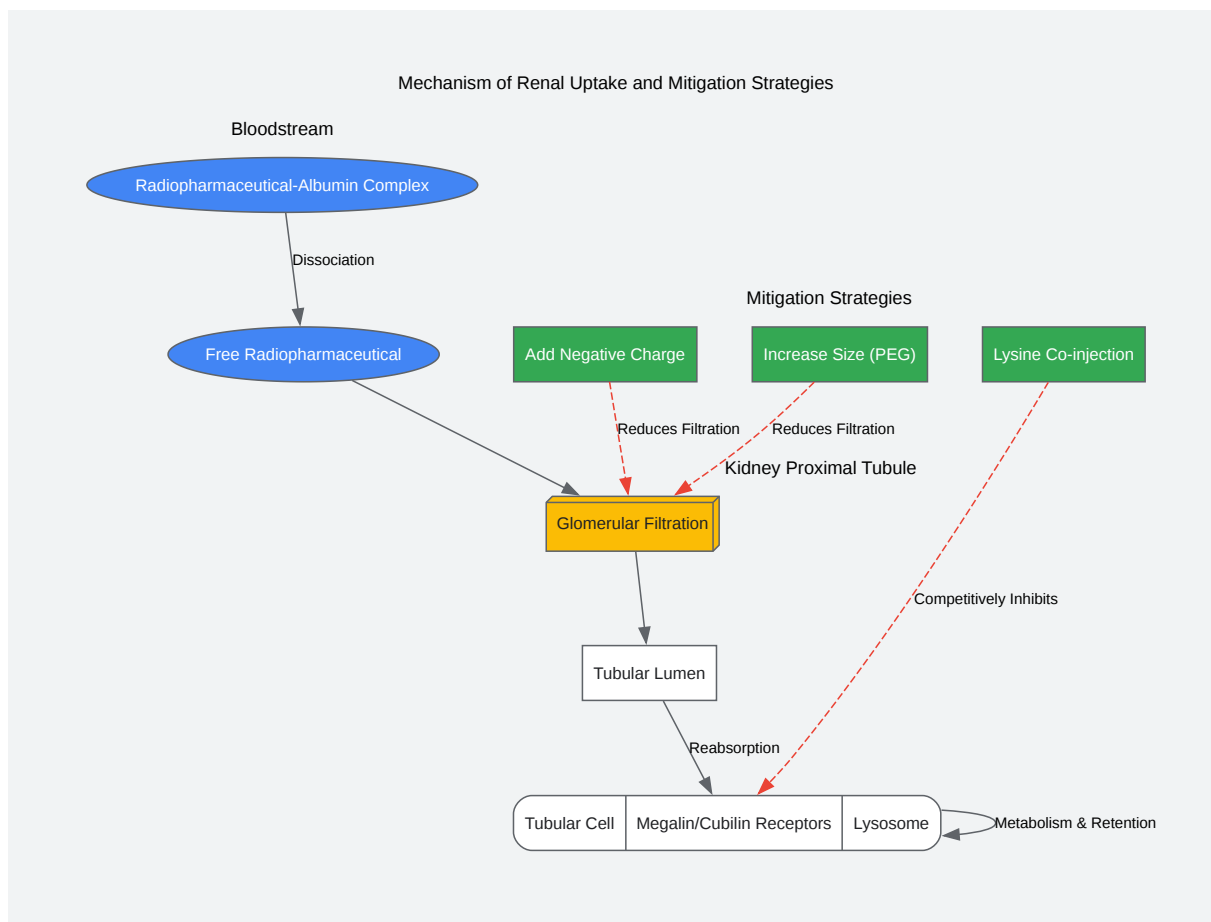 Mechanism of Renal Uptake and Mitigation Strategies
Bloodstream
Radiopharmaceutical-Albumin Complex
Dissociation
Mitigation Strategies
Free Radiopharmaceutical
Add Negative Charge
Increase Size (PEG)
Lysine Co-injection
Reduces Filtration
Reduces Filtration
Kidney Proximal Tubule
Glomerular Filtration
Competitively Inhibits
Tubular Lumen
Reabsorption
Tubular Cell
Megalin/Cubilin Receptors
Lysosome
Metabolism & Retention